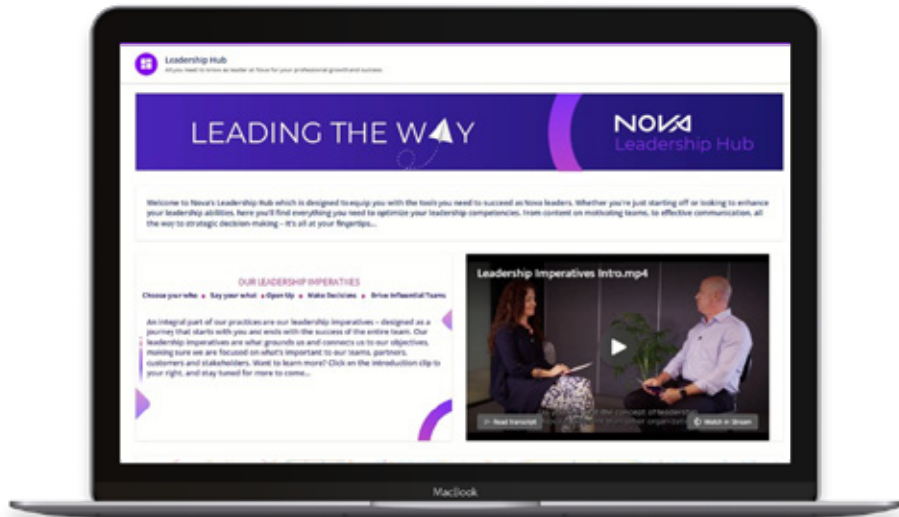 Leadership Hub
All you need to know as leader at Nova for your professional growth and success
LEADING THE WAY
NOVA
Leadership Hub
Welcome to Nova's Leadership Hub which is designed to equip you with the tools you need to succeed as Nova leaders. Whether you're just starting off or looking to enhance
your leadership abilities, here you'll find everything you need to optimize your leadership competencies. From content on motivating teams, to effective communication, all
the way to strategic decision-making – it's all at your fingertips...
OUR LEADERSHIP IMPERATIVES
Choose your who • Say your what • Open Up • Make Decisions • Drive Influential Teams
An integral part of our practices are our leadership imperatives – designed as a
journey that starts with you and ends with the success of the entire team. Our
leadership imperatives are what grounds us and connects us to our objectives,
making sure we are focused on what's important to our teams, partners,
customers and stakeholders. Want to learn more? Click on the introduction clip to
your right, and stay tuned for more to come...
Leadership Imperatives Intro.mp4
the concept of leadership
other organizat
Read transcript
Watch in Stream
MacBook